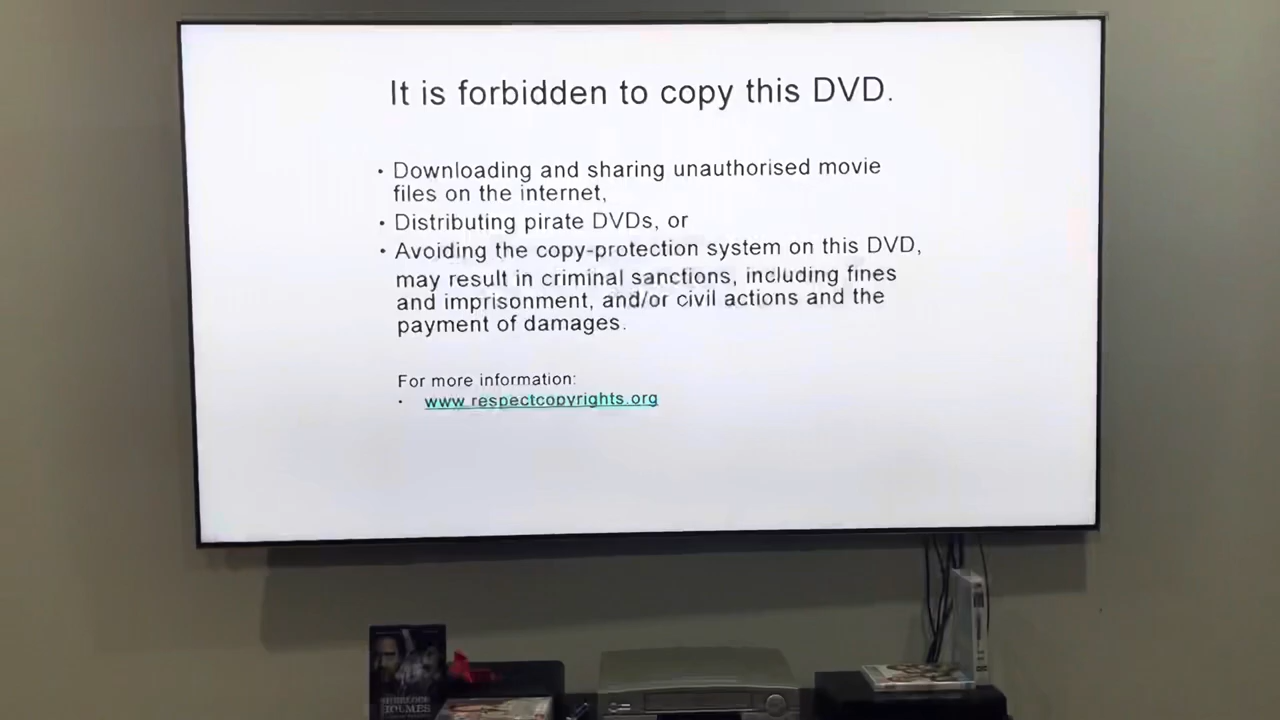 It is forbidden to copy this DVD.
• Downloading and sharing unauthorised movie
files on the internet,
• Distributing pirate DVDs, or
• Avoiding the copy-protection system on this DVD,
may result in criminal sanctions, including fines
and imprisonment, and/or civil actions and the
payment of damages.
For more information:
• www.respectcopyrights.org
SHERLOCK
HOLMES